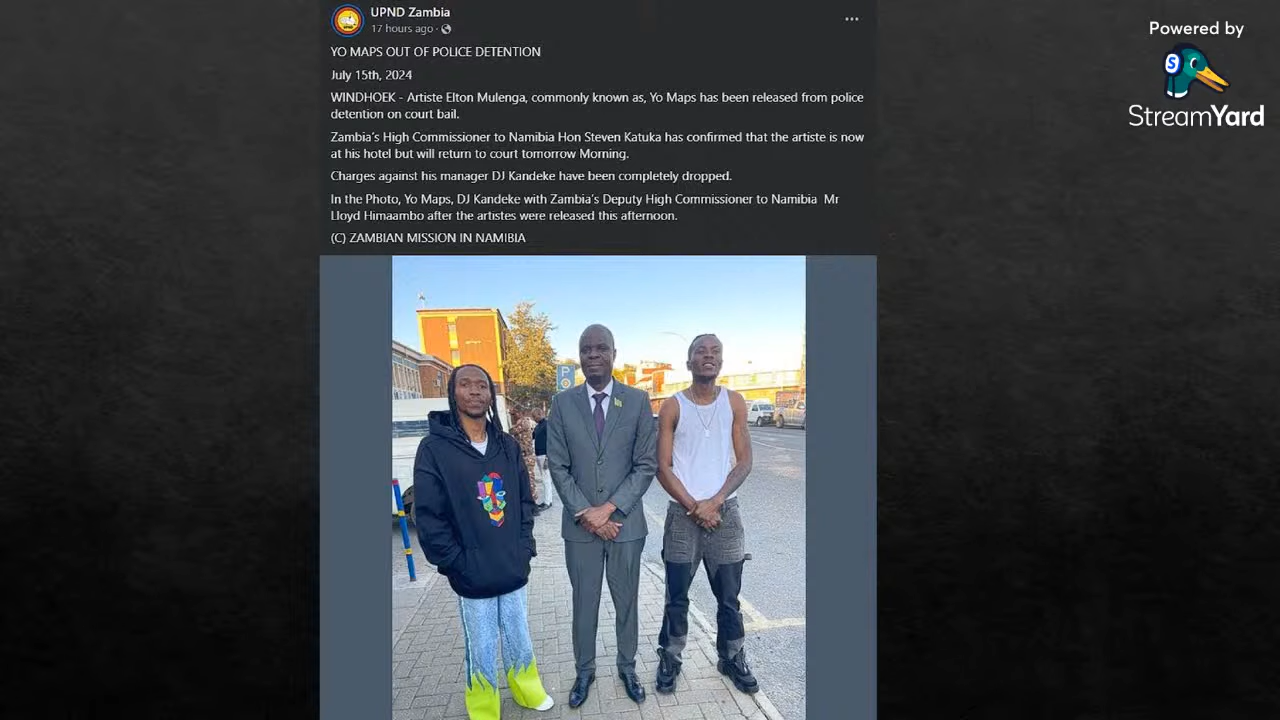 UPND Zambia
17 hours ago ·
YO MAPS OUT OF POLICE DETENTION
July 15th, 2024
WINDHOEK - Artiste Elton Mulenga, commonly known as, Yo Maps has been released from police
detention on court bail.
Zambia's High Commissioner to Namibia Hon Steven Katuka has confirmed that the artiste is now
at his hotel but will return to court tomorrow Morning.
Charges against his manager DJ Kandeke have been completely dropped.
In the Photo, Yo Maps, DJ Kandeke with Zambia's Deputy High Commissioner to Namibia Mr
Lloyd Himaambo after the artistes were released this afternoon.
(C) ZAMBIAN MISSION IN NAMIBIA
P
Powered by
S
StreamYard